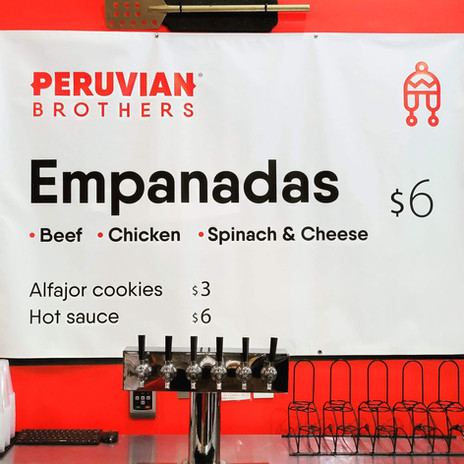 PERUVIAN®
BROTHERS
Empanadas $6
• Beef • Chicken • Spinach & Cheese
Alfajor cookies $3
Hot sauce $6